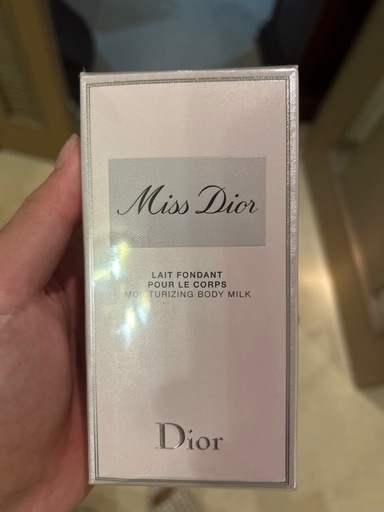 Miss Dior
LAIT FONDANT
POUR LE CORPS
MOISTURIZING BODY MILK
Dior